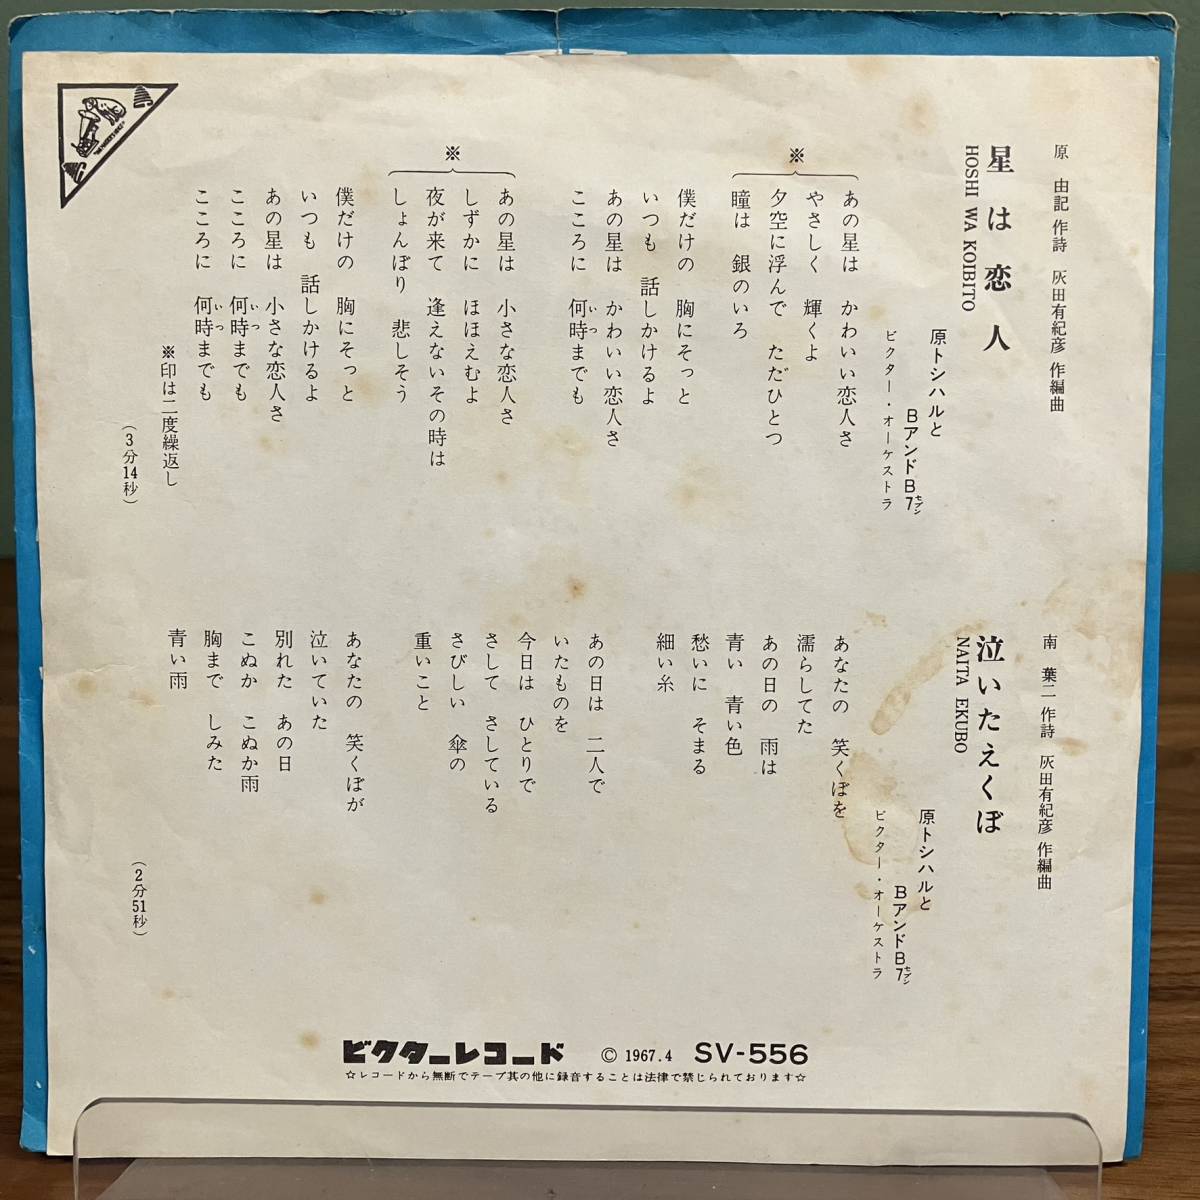 原 由記 作詩 灰田有紀彦 作編曲
星は恋人
HOSHI WA KOIBITO
原トシハルと
BアンドB7セブン
ビクター・オーケストラ
※
あの星は かわいい恋人さ
やさしく 輝くよ
夕空に浮んで ただひとつ
瞳は 銀のいろ
僕だけの 胸にそっと
いつも 話しかけるよ
あの星は かわいい恋人さ
こころに 何時いつまでも
※
あの星は 小さな恋人さ
しずかに ほほえむよ
夜が来て 逢えないその時は
しょんぼり 悲しそう
僕だけの 胸にそっと
いつも 話しかけるよ
あの星は 小さな恋人さ
こころに 何時いつまでも
こころに 何時いつまでも
※印は二度繰返し
(3分14秒)
南 葉二 作詩 灰田有紀彦 作編曲
泣いたえくぼ
NAITA EKUBO
原トシハルと
BアンドB7セブン
ビクター・オーケストラ
あなたの 笑くぼを
濡らしてた
あの日の 雨は
青い 青い色
愁いに そまる
細い糸
あの日は 二人で
いたものを
今日は ひとりで
さして さしている
さびしい 傘の
重いこと
あなたの 笑くぼが
泣いていた
別れた あの日
こぬか こぬか雨
胸まで しみた
青い雨
(2分51秒)
ビクターレコード © 1967.4 SV-556
☆レコードから無断でテープ其の他に録音することは法律で禁じられております☆